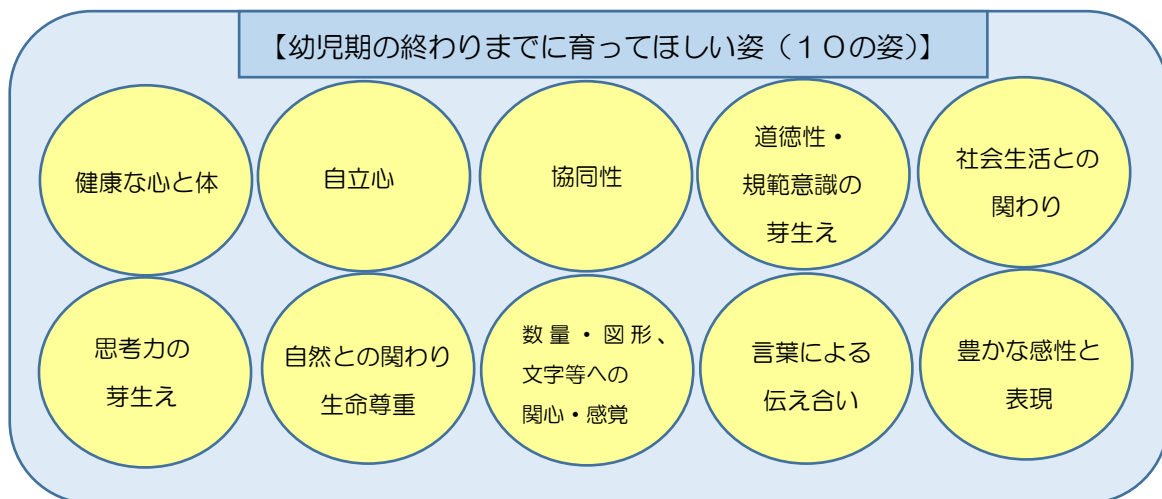 【幼児期の終わりまでに育ってほしい姿（１０の姿）】
健康な心と体
自立心
協同性
道徳性・
規範意識の
芽生え
社会生活との
関わり
思考力の
芽生え
自然との関わり
生命尊重
数量・図形、
文字等への
関心・感覚
言葉による
伝え合い
豊かな感性と
表現